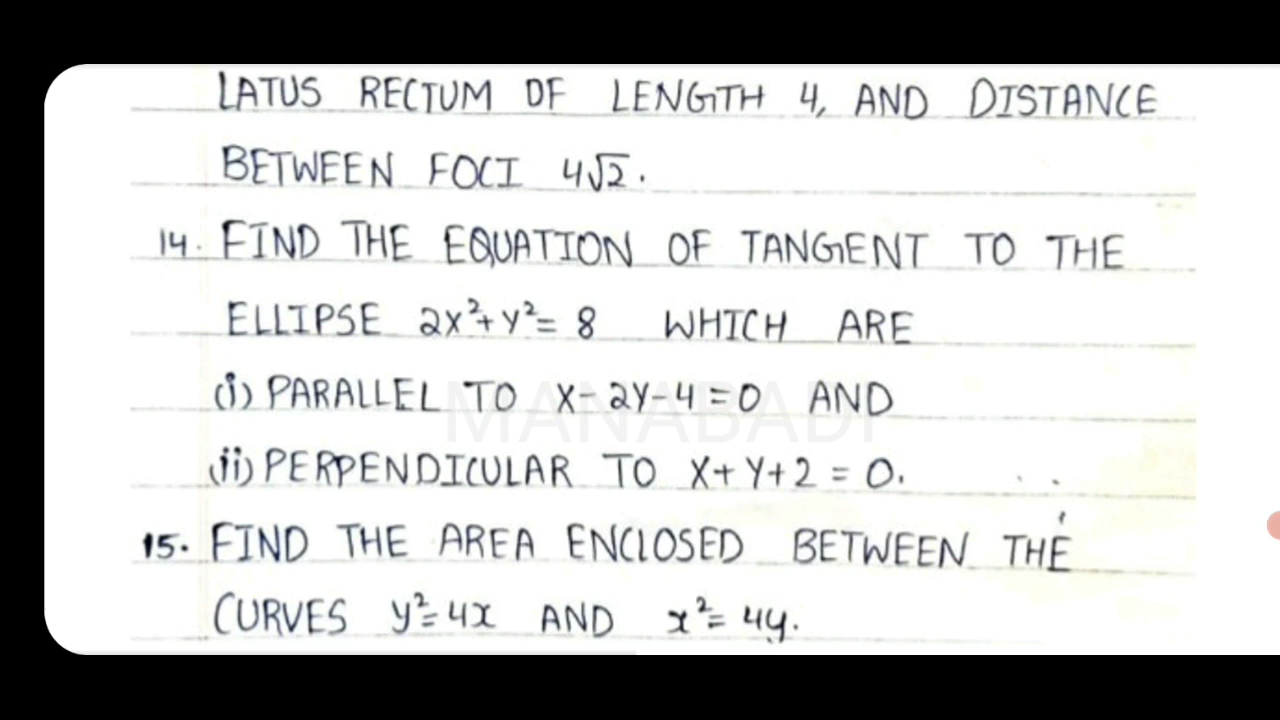 LATUS RECTUM OF LENGTH 4, AND DISTANCE
BETWEEN FOCI 4√2.
14. FIND THE EQUATION OF TANGENT TO THE
ELLIPSE 2x²+y²= 8 WHICH ARE
(i) PARALLEL TO X-2Y-4=0 AND
(ii) PERPENDICULAR TO X+Y+2 = 0.
15. FIND THE AREA ENCLOSED BETWEEN THE
CURVES y²=4x AND x²= 4y.
MANABADI